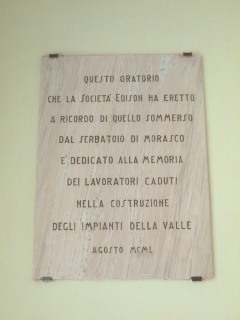 QUESTO ORATORIO
CHE LA SOCIETÀ EDISON HA ERETTO
A RICORDO DI QUELLO SOMMERSO
DAL SERBATOIO DI MORASCO
E' DEDICATO ALLA MEMORIA
DEI LAVORATORI CADUTI
NELLA COSTRUZIONE
DEGLI IMPIANTI DELLA VALLE
AGOSTO MCML